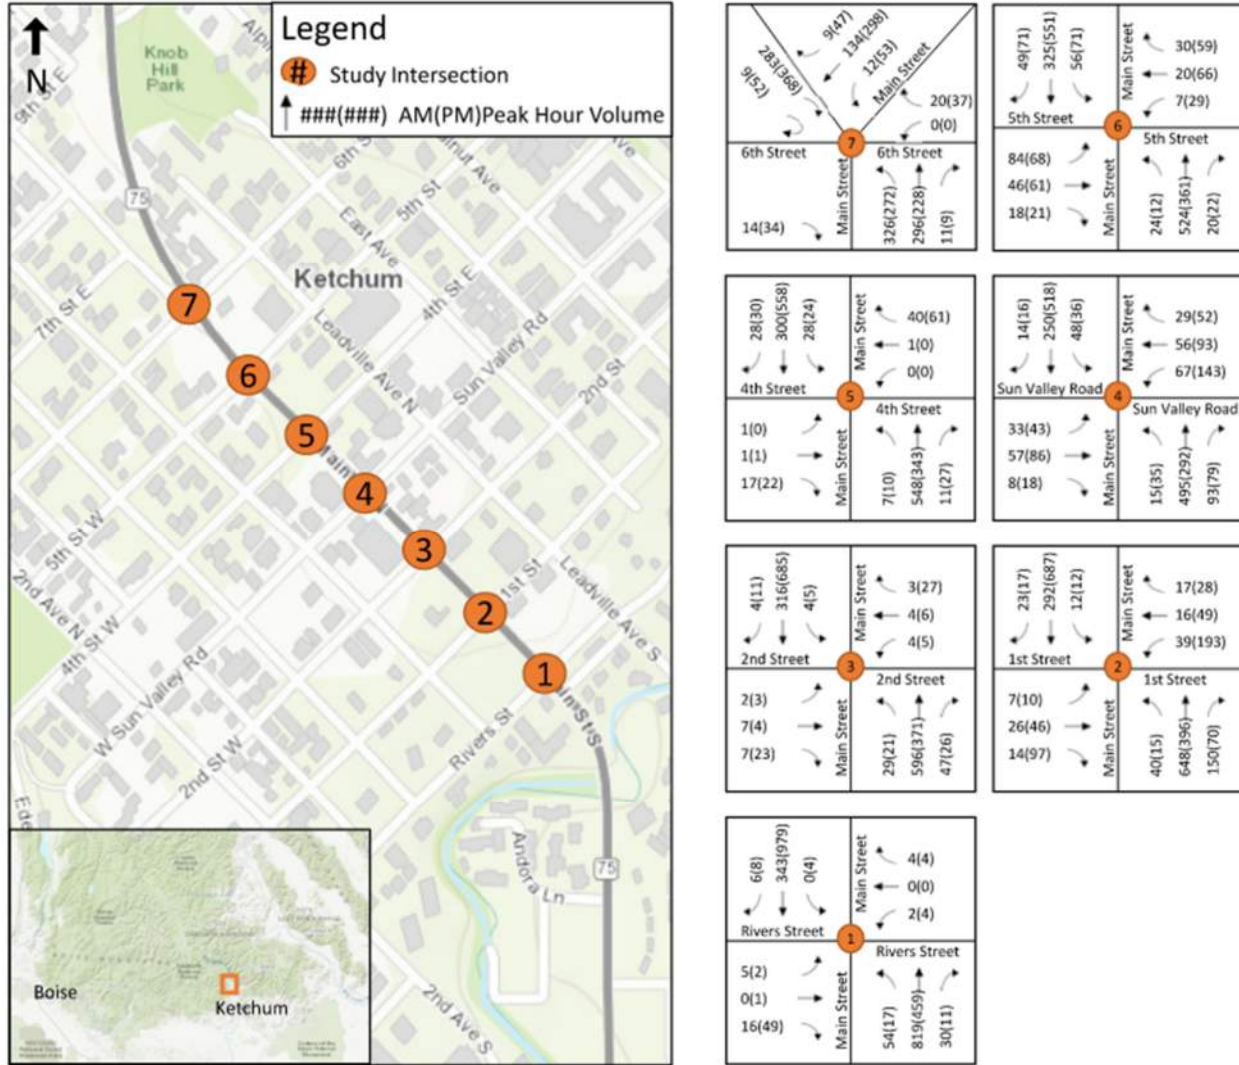 N
Legend
# Study Intersection
###(###) AM(PM)Peak Hour Volume
Knob
Hill
Park
9th St E
6th S
5th St
East Ave
4th St E
Ave
75
Ketchum
7th St E
Leadville Ave N
Sun Valley Rd
2nd St
7
6
5
4
3
2
1
1st St
Leadville Ave S
5th St W
2nd Ave N
4th St W
W Sun Valley Rd
2nd St W
Rivers St
Andora Ln
75
2nd Ave S
Boise
Ketchum
9(47)
134(298)
12(53)
283(368)
9(52)
Main Street
20(37)
0(0)
7
6th Street
6th Street
Main Street
14(34)
326(272)
296(228)
11(9)
49(71)
325(551)
56(71)
Main Street
30(59)
20(66)
7(29)
5th Street
6
5th Street
84(68)
46(61)
18(21)
Main Street
24(12)
524(361)
20(22)
28(30)
300(558)
28(24)
Main Street
40(61)
1(0)
0(0)
4th Street
5
4th Street
1(0)
1(1)
17(22)
Main Street
7(10)
548(343)
11(27)
14(16)
250(518)
48(36)
Main Street
29(52)
56(93)
67(143)
Sun Valley Road
4
Sun Valley Road
33(43)
57(86)
8(18)
Main Street
15(35)
495(292)
93(79)
4(11)
316(685)
4(5)
Main Street
3(27)
4(6)
4(5)
2nd Street
3
2nd Street
2(3)
7(4)
7(23)
Main Street
29(21)
596(371)
47(26)
23(17)
292(687)
12(12)
Main Street
17(28)
16(49)
39(193)
1st Street
2
1st Street
7(10)
26(46)
14(97)
Main Street
40(15)
648(396)
150(70)
6(8)
343(979)
0(4)
Main Street
4(4)
0(0)
2(4)
Rivers Street
1
Rivers Street
5(2)
0(1)
16(49)
Main Street
54(17)
819(459)
30(11)